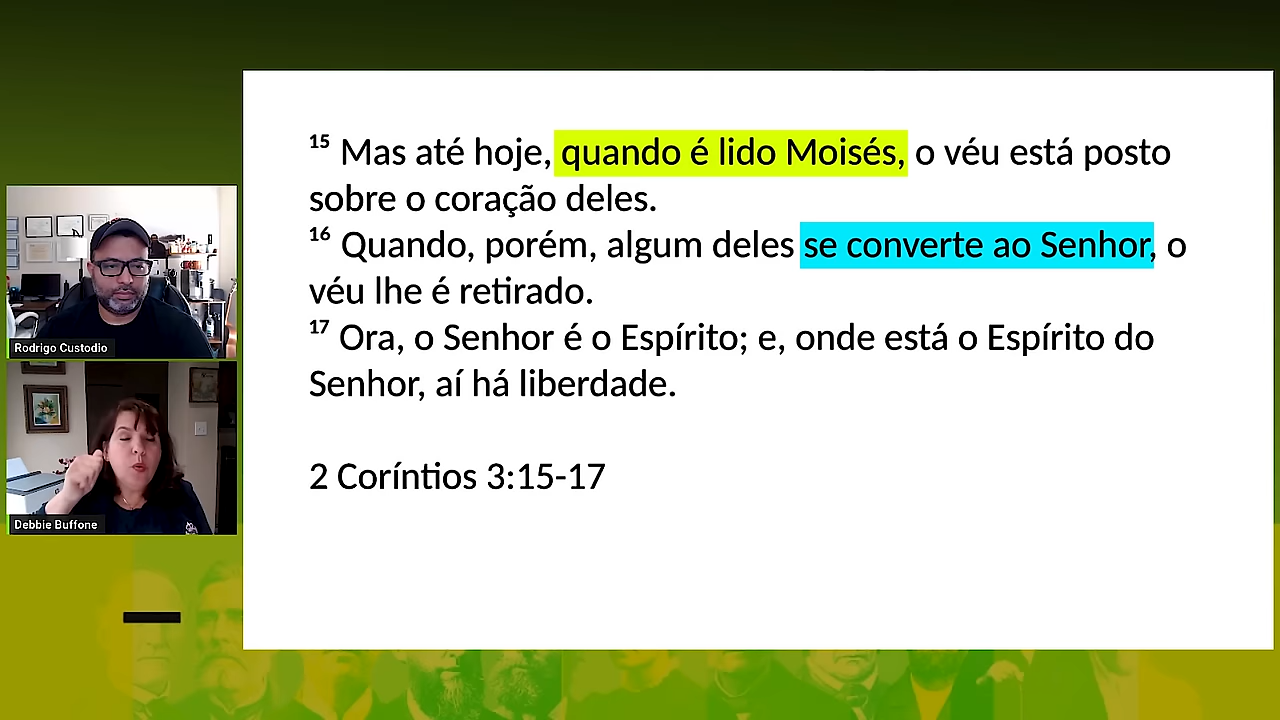 ¹⁵ Mas até hoje, quando é lido Moisés, o véu está posto
sobre o coração deles.
¹⁶ Quando, porém, algum deles se converte ao Senhor, o
véu lhe é retirado.
¹⁷ Ora, o Senhor é o Espírito; e, onde está o Espírito do
Senhor, aí há liberdade.
2 Coríntios 3:15-17
Rodrigo Custodio
Debbie Buffone